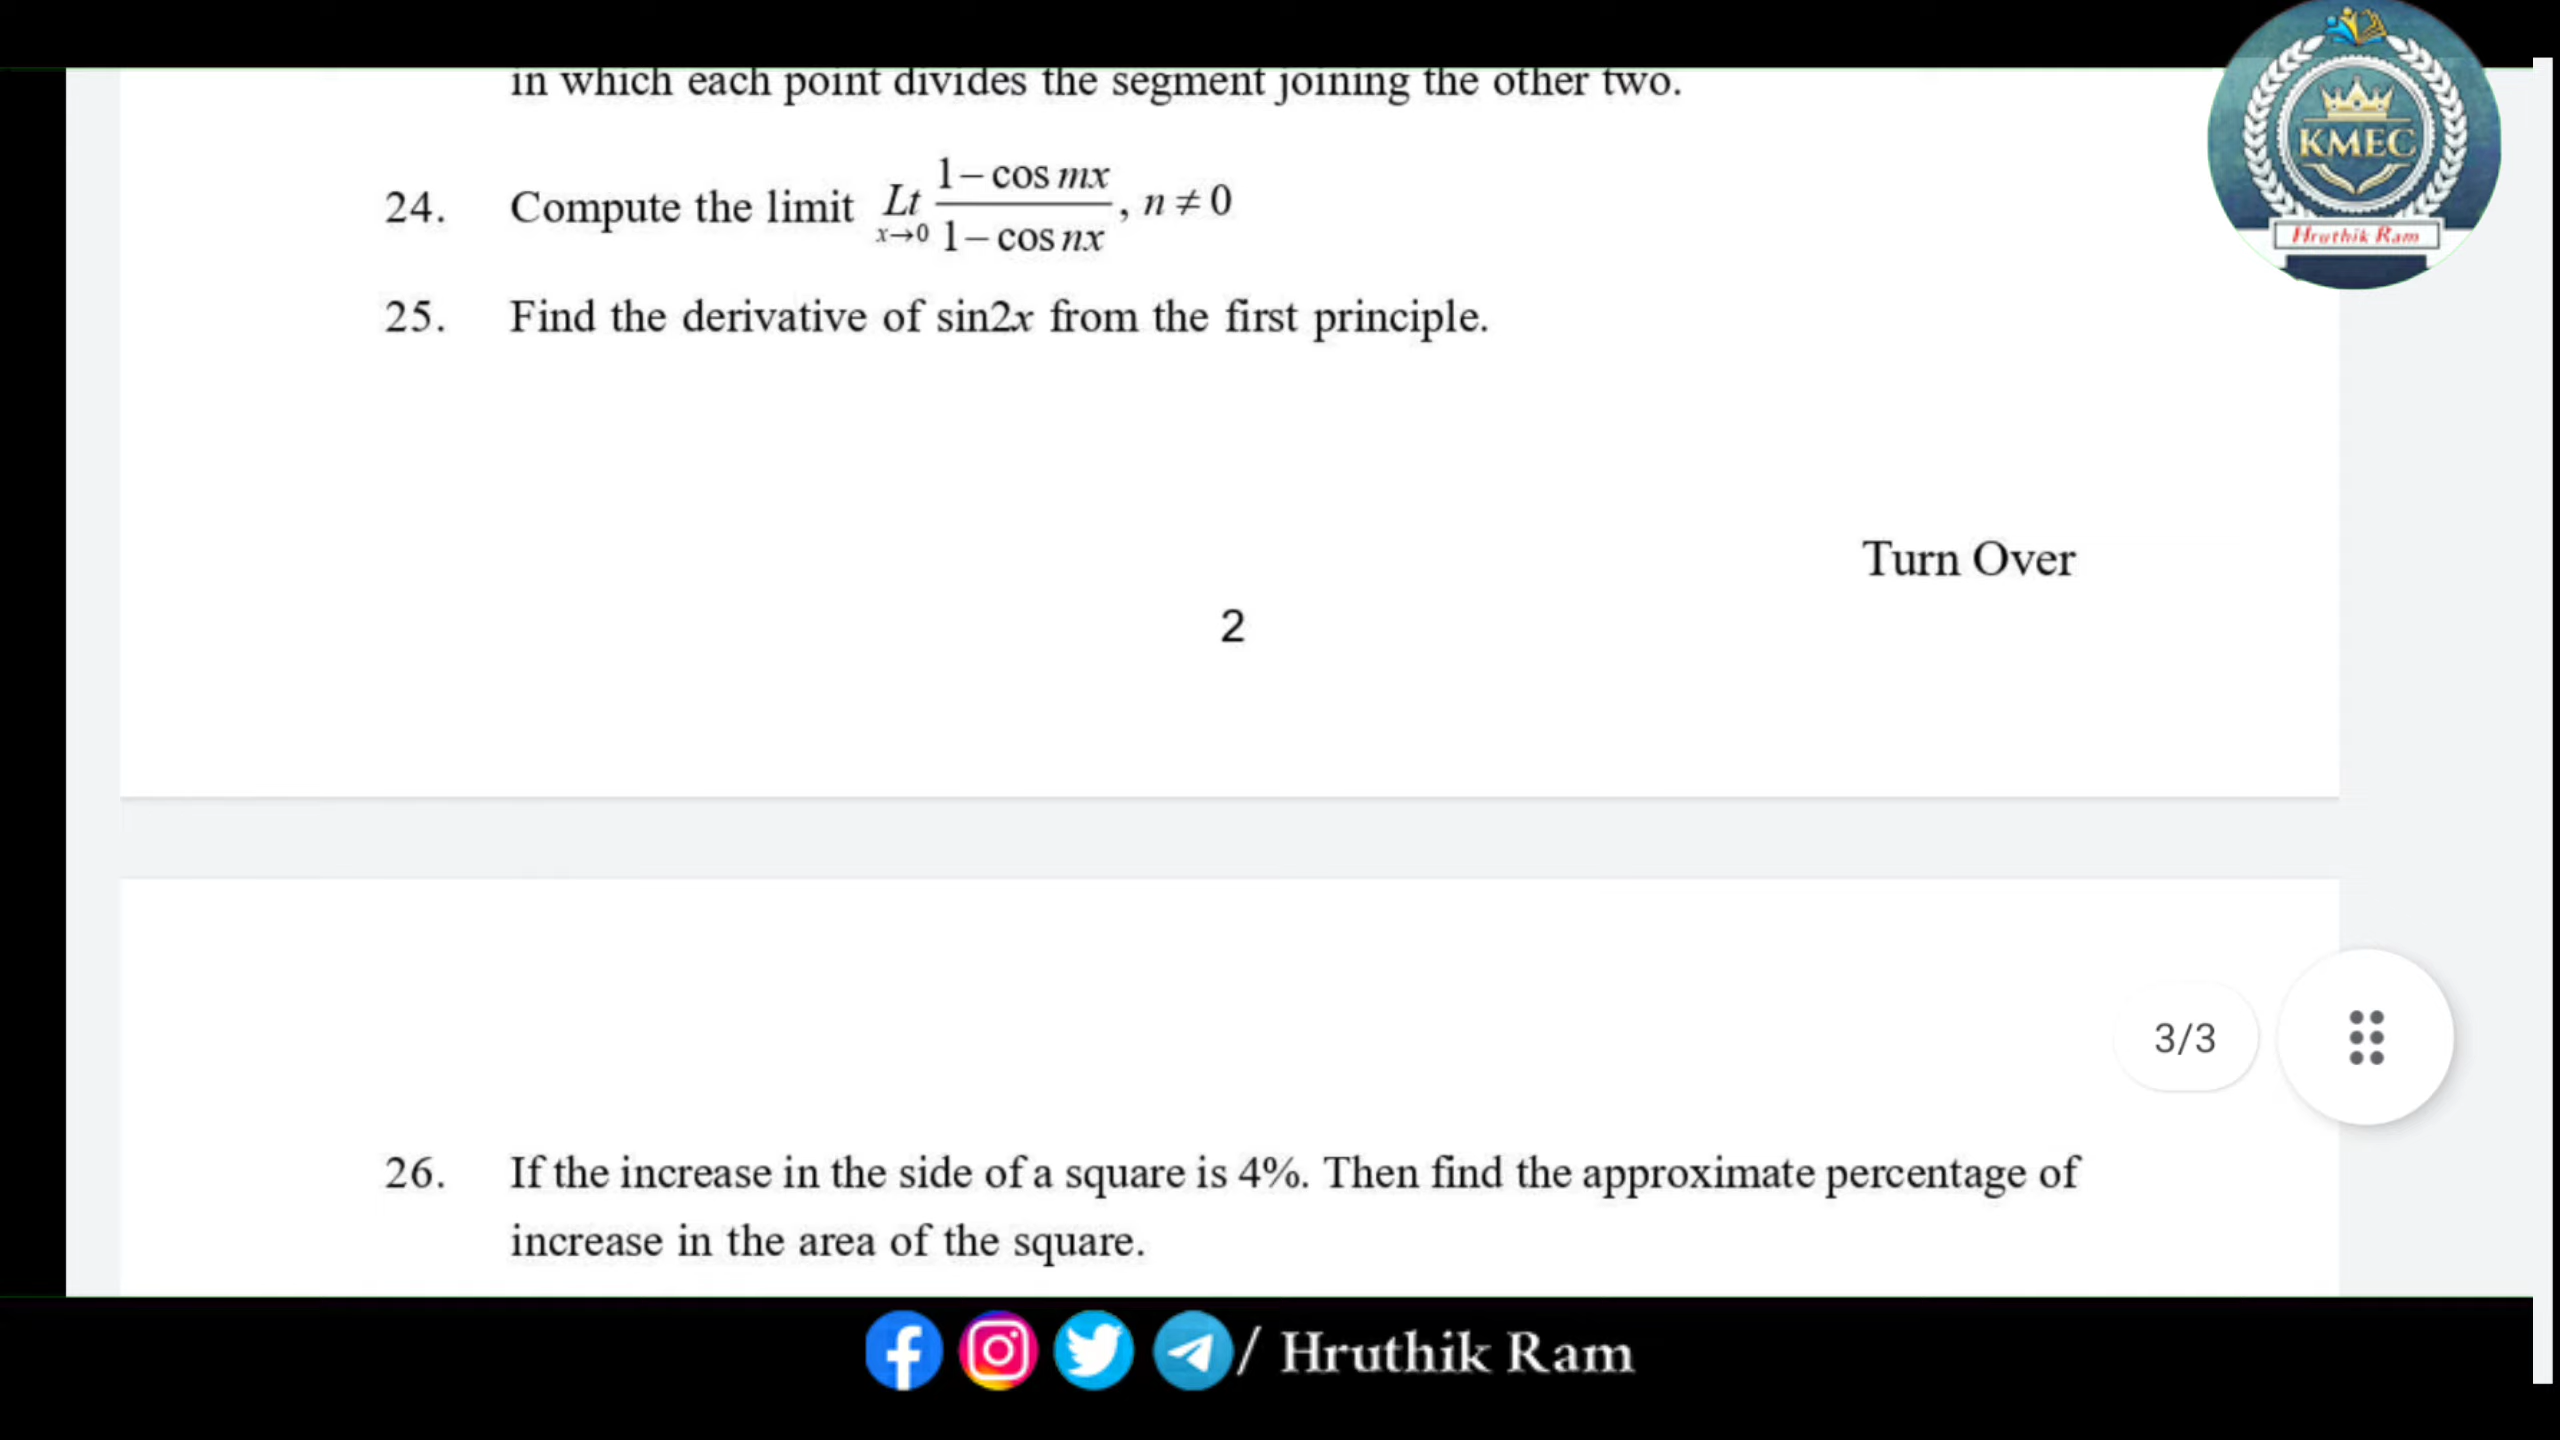 in which each point divides the segment joining the other two.
24. Compute the limit Lt x→0 (1 – cos mx)/(1 – cos nx), n ≠ 0
25. Find the derivative of sin2x from the first principle.
Turn Over
2
3/3
26. If the increase in the side of a square is 4%. Then find the approximate percentage of
increase in the area of the square.
KMEC
Hruthik Ram
/ Hruthik Ram